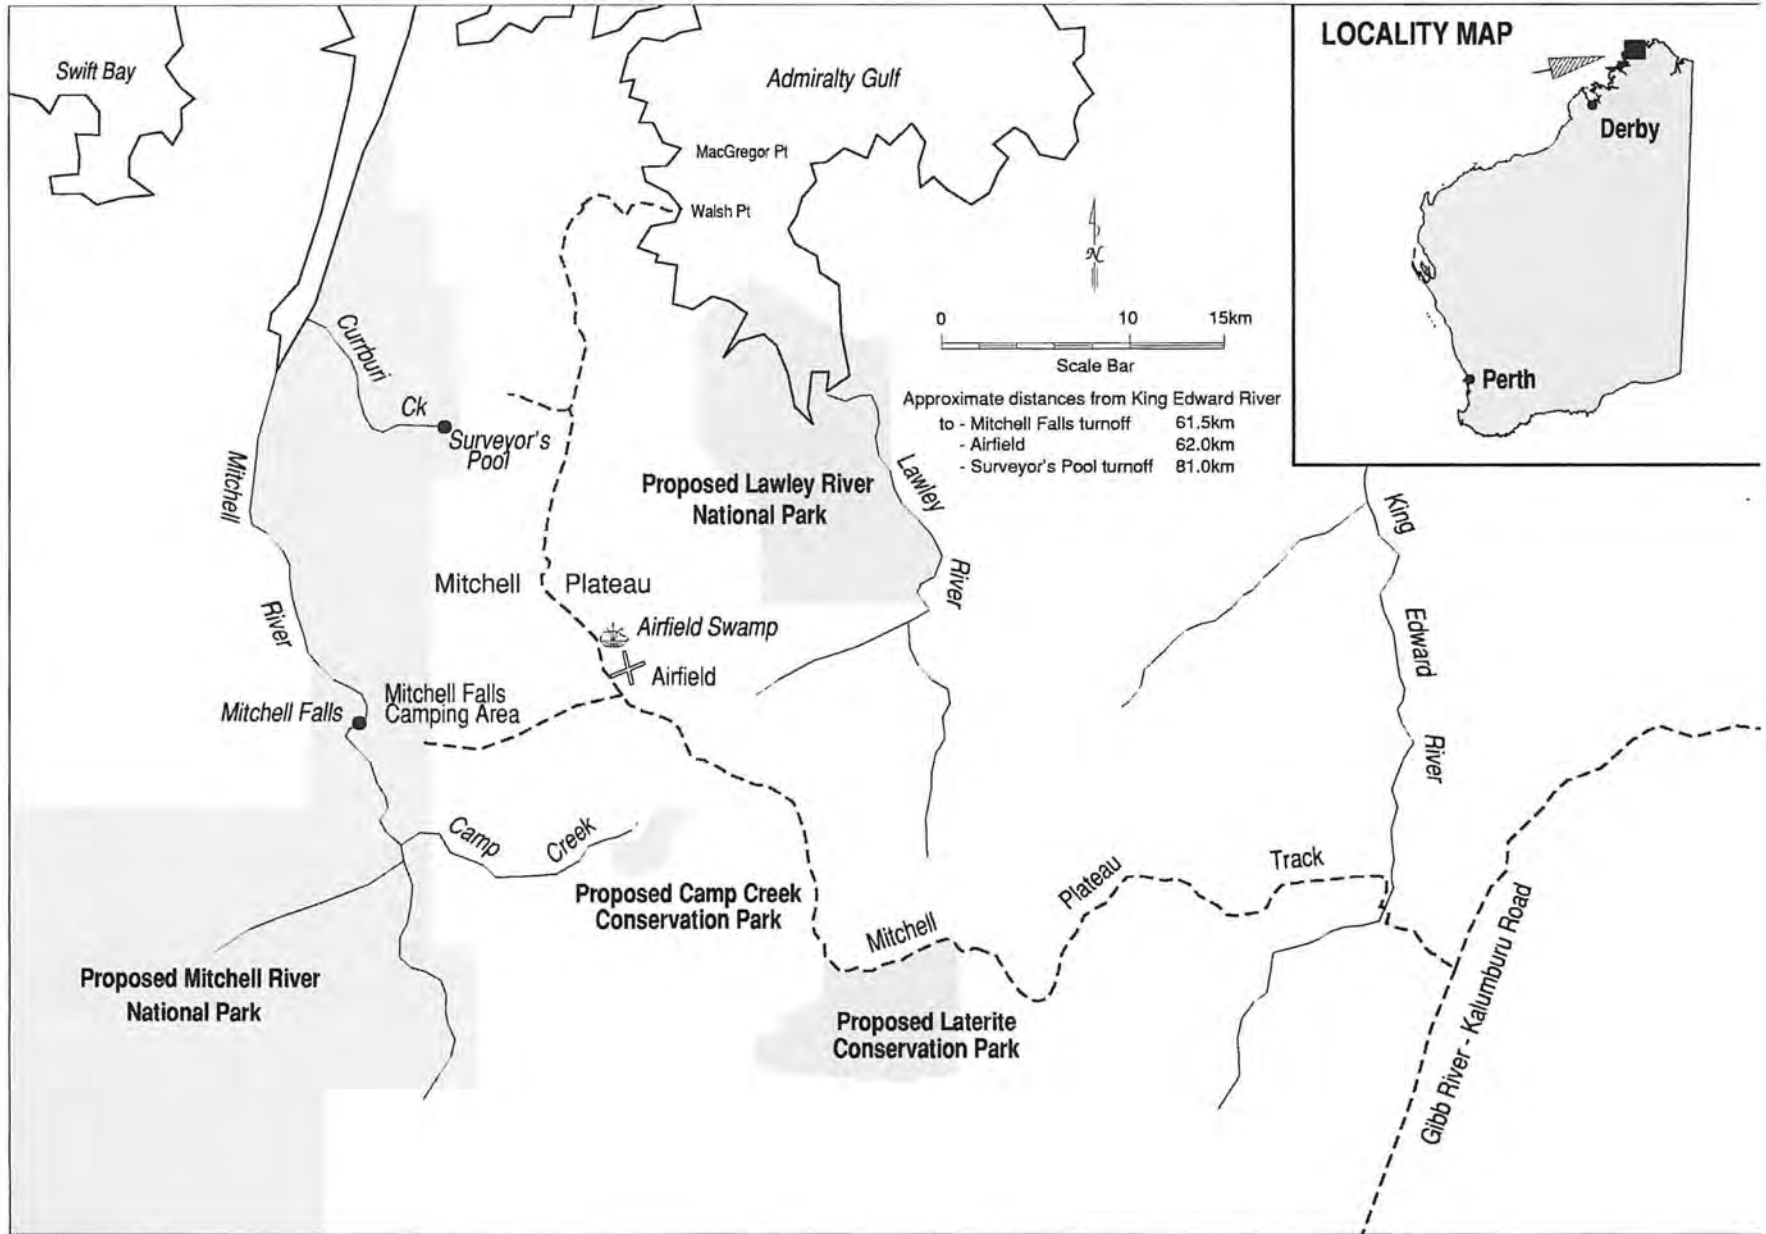 LOCALITY MAP
Swift Bay
Admiralty Gulf
Derby
MacGregor Pt
Walsh Pt
N
0 10 15km
Scale Bar
Currburi
Ck
Perth
Approximate distances from King Edward River
to - Mitchell Falls turnoff 61.5km
- Airfield 62.0km
- Surveyor's Pool turnoff 81.0km
Surveyor's
Pool
Mitchell
River
Proposed Lawley River
National Park
Lawley
River
King
Edward
River
Mitchell Plateau
Airfield Swamp
Airfield
Mitchell Falls
Mitchell Falls
Camping Area
Camp
Creek
Proposed Camp Creek
Conservation Park
Mitchell
Plateau
Track
Proposed Mitchell River
National Park
Proposed Laterite
Conservation Park
Gibb River - Kalumburu Road